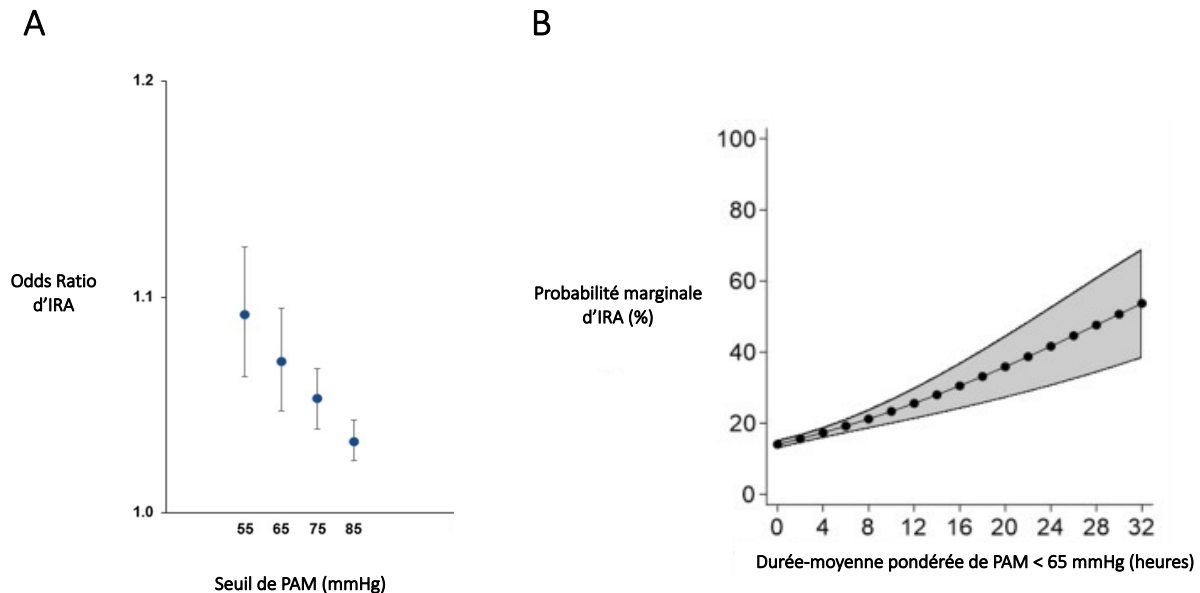 A
1.2
1.1
1.0
Odds Ratio
d'IRA
55 65 75 85
Seuil de PAM (mmHg)
B
100
80
60
40
20
0
Probabilité marginale
d'IRA (%)
0 4 8 12 16 20 24 28 32
Durée-moyenne pondérée de PAM < 65 mmHg (heures)